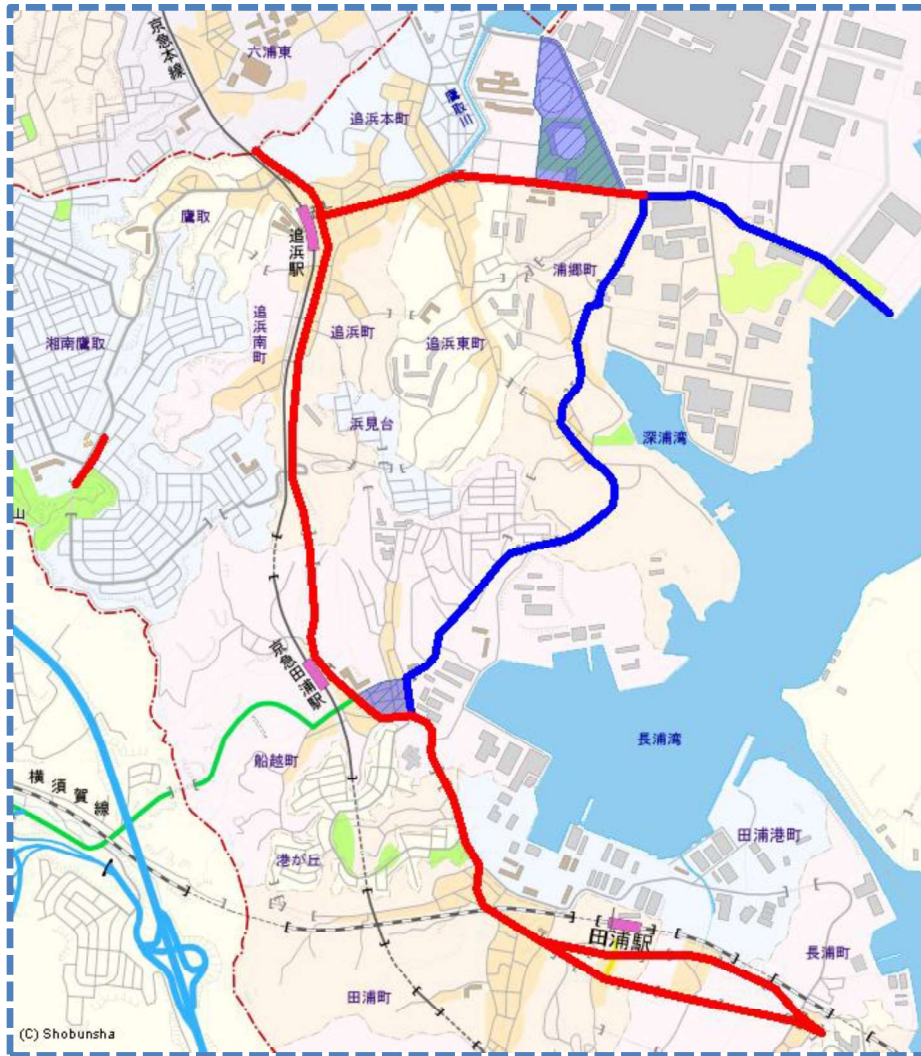 京急本線
六浦東
鷹取川
追浜本町
鷹取
追浜駅
浦郷町
追浜南町
追浜町
追浜東町
湘南鷹取
浜見台
深浦湾
山
京急田浦駅
船越町
長浦湾
横須賀線
田浦港町
港が丘
田浦駅
長浦町
田浦町
(C) Shobunsha